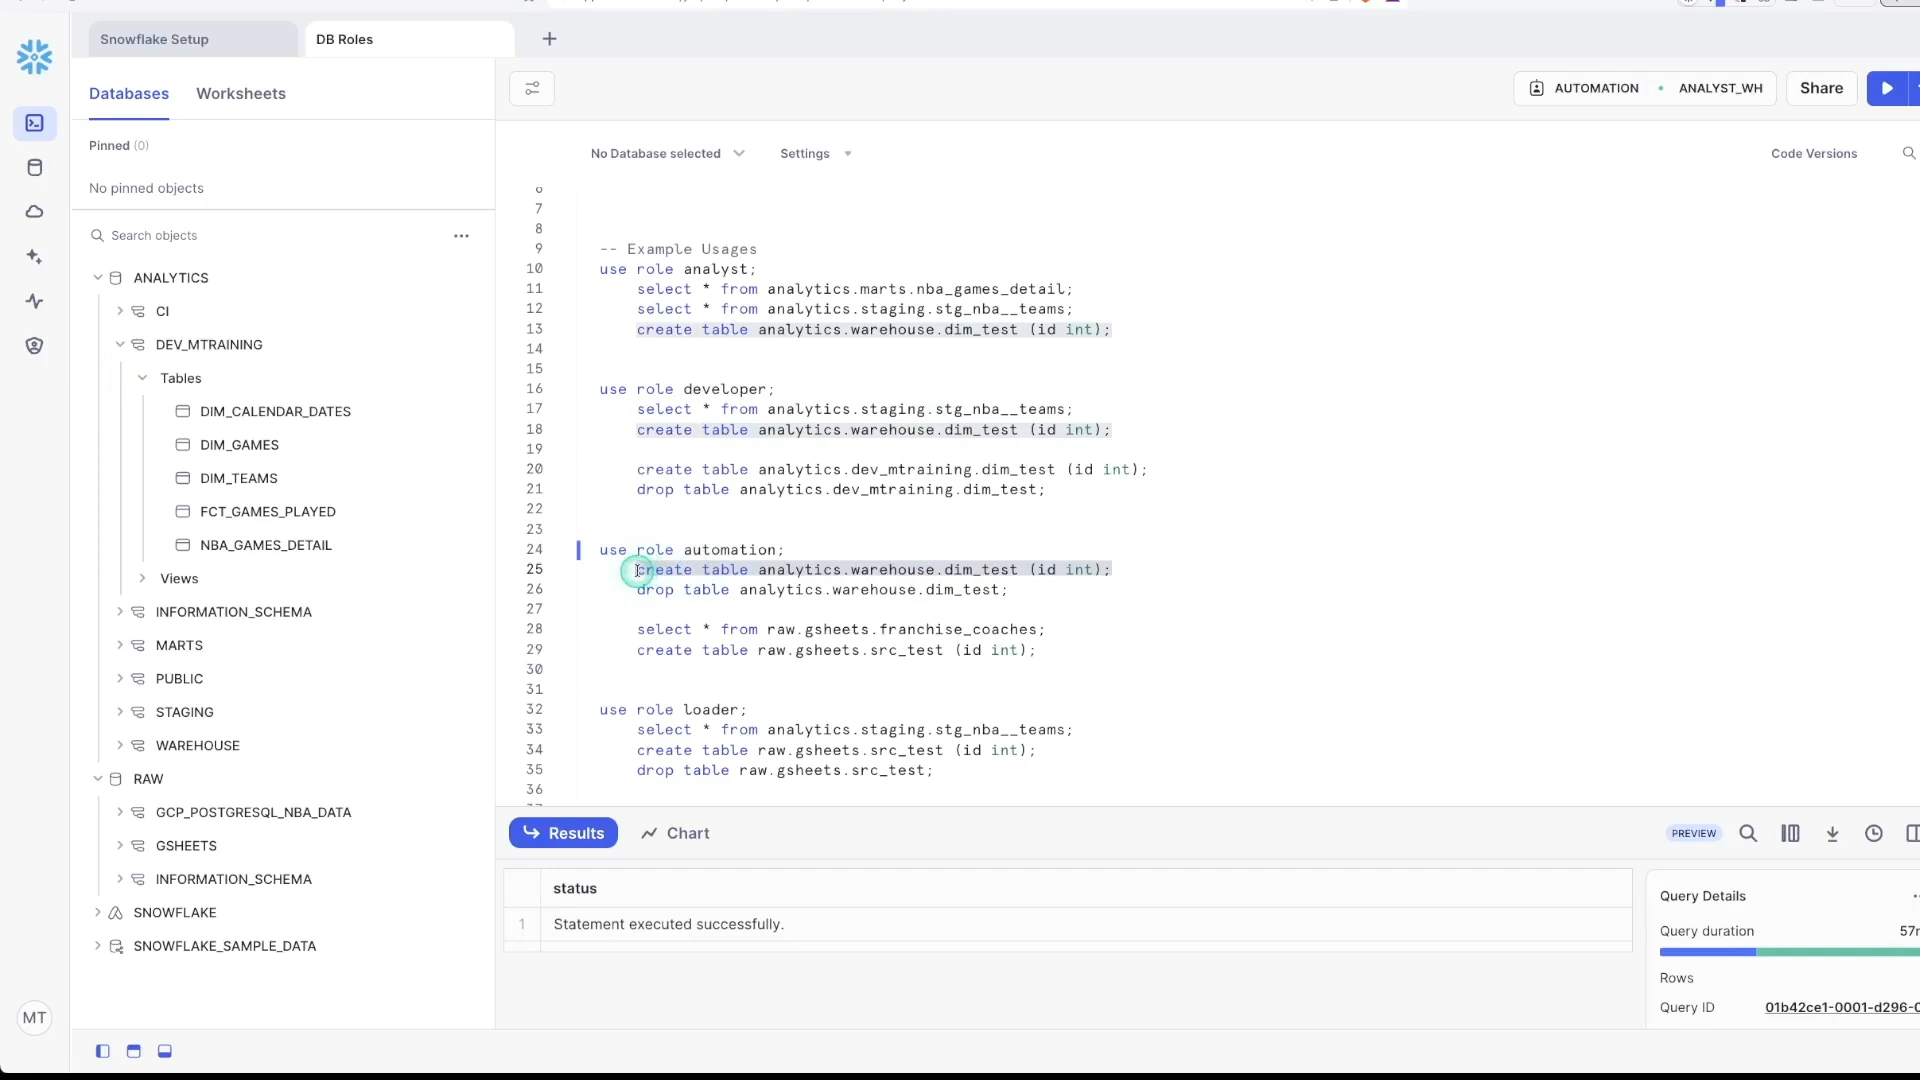 Snowflake Setup
DB Roles
Databases
Worksheets
Pinned (0)
No pinned objects
Search objects
ANALYTICS
CI
DEV_MTRAINING
Tables
DIM_CALENDAR_DATES
DIM_GAMES
DIM_TEAMS
FCT_GAMES_PLAYED
NBA_GAMES_DETAIL
Views
INFORMATION_SCHEMA
MARTS
PUBLIC
STAGING
WAREHOUSE
RAW
GCP_POSTGRESQL_NBA_DATA
GSHEETS
INFORMATION_SCHEMA
SNOWFLAKE
SNOWFLAKE_SAMPLE_DATA
MT
AUTOMATION • ANALYST_WH
Share
No Database selected
Settings
Code Versions
7
8
9 -- Example Usages
10 use role analyst;
11 select * from analytics.marts.nba_games_detail;
12 select * from analytics.staging.stg_nba__teams;
13 create table analytics.warehouse.dim_test (id int);
14
15
16 use role developer;
17 select * from analytics.staging.stg_nba__teams;
18 create table analytics.warehouse.dim_test (id int);
19
20 create table analytics.dev_mtraining.dim_test (id int);
21 drop table analytics.dev_mtraining.dim_test;
22
23
24 use role automation;
25 create table analytics.warehouse.dim_test (id int);
26 drop table analytics.warehouse.dim_test;
27
28 select * from raw.gsheets.franchise_coaches;
29 create table raw.gsheets.src_test (id int);
30
31
32 use role loader;
33 select * from analytics.staging.stg_nba__teams;
34 create table raw.gsheets.src_test (id int);
35 drop table raw.gsheets.src_test;
36
Results
Chart
PREVIEW
status
1 Statement executed successfully.
Query Details
Query duration
Rows
Query ID 01b42ce1-0001-d296-